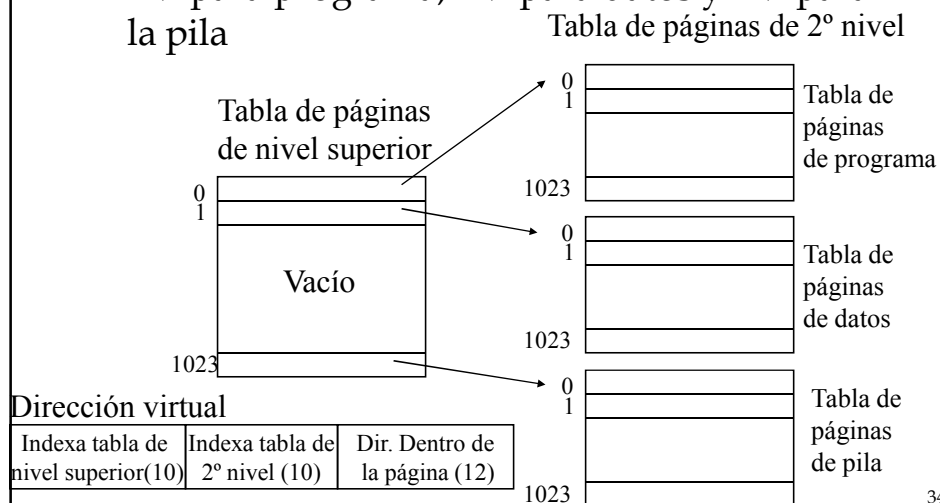 la pila
Tabla de páginas de 2º nivel
Tabla de páginas
de nivel superior
0
1
Vacío
1023
0
1
1023
Tabla de
páginas
de programa
0
1
1023
Tabla de
páginas
de datos
0
1
1023
Tabla de
páginas
de pila
Dirección virtual
Indexa tabla de
nivel superior(10)
Indexa tabla de
2º nivel (10)
Dir. Dentro de
la página (12)
34